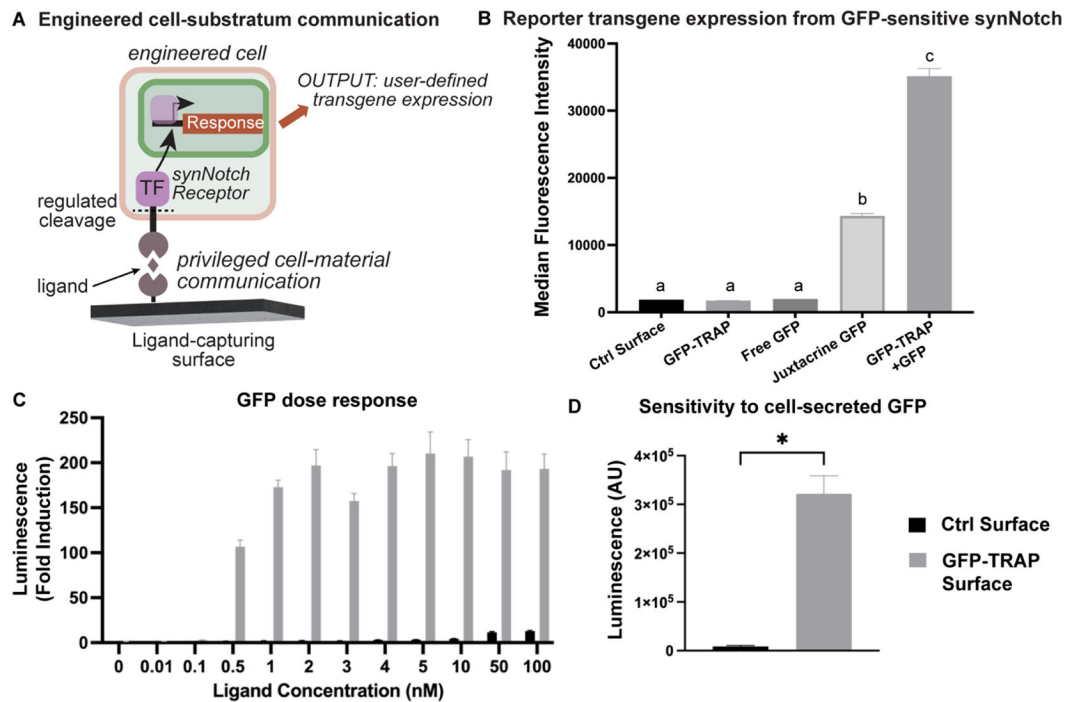 A Engineered cell-substratum communication
engineered cell
OUTPUT: user-defined
transgene expression
Response
TF
synNotch
Receptor
regulated
cleavage
privileged cell-material
communication
ligand
Ligand-capturing
surface
B Reporter transgene expression from GFP-sensitive synNotch
Median Fluorescence Intensity
40000
30000
20000
10000
0
a
a
a
b
c
Ctrl Surface
GFP-TRAP
Free GFP
Juxtacrine GFP
GFP-TRAP
+GFP
C GFP dose response
Luminescence
(Fold Induction)
250
200
150
100
50
0
0 0.01 0.1 0.5 1 2 3 4 5 10 50 100
Ligand Concentration (nM)
D Sensitivity to cell-secreted GFP
Luminescence (AU)
4×10⁵
3×10⁵
2×10⁵
1×10⁵
0
*
Ctrl Surface
GFP-TRAP
Surface